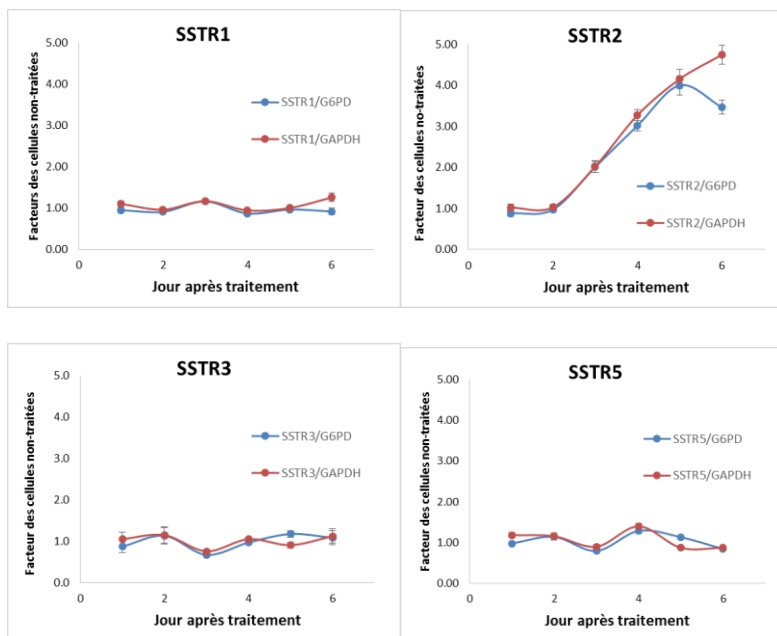 SSTR1
Facteurs des cellules non-traitées
5.00
4.00
3.00
2.00
1.00
0.00
SSTR1/G6PD
SSTR1/GAPDH
0 2 4 6
Jour après traitement
SSTR2
Facteurs des cellules no-traitées
5.00
4.00
3.00
2.00
1.00
0.00
SSTR2/G6PD
SSTR2/GAPDH
0 2 4 6
Jour après traitement
SSTR3
Facteur des cellules non-traitées
5.0
4.0
3.0
2.0
1.0
0.0
SSTR3/G6PD
SSTR3/GAPDH
0 2 4 6
Jour après traitement
SSTR5
Facteur des cellules non-traitées
5.00
4.00
3.00
2.00
1.00
0.00
SSTR5/G6PD
SSTR5/GAPDH
0 2 4 6
Jour après traitement